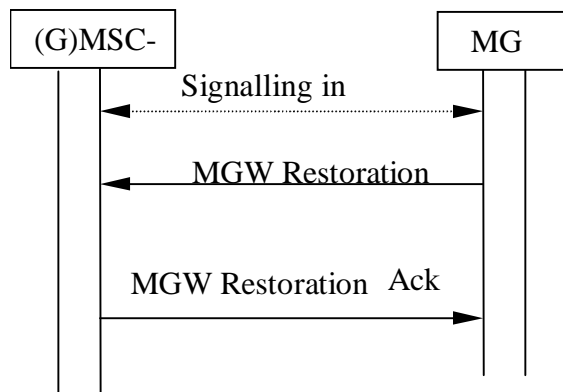 (G)MSC-
MG
Signalling in
MGW Restoration
MGW Restoration Ack